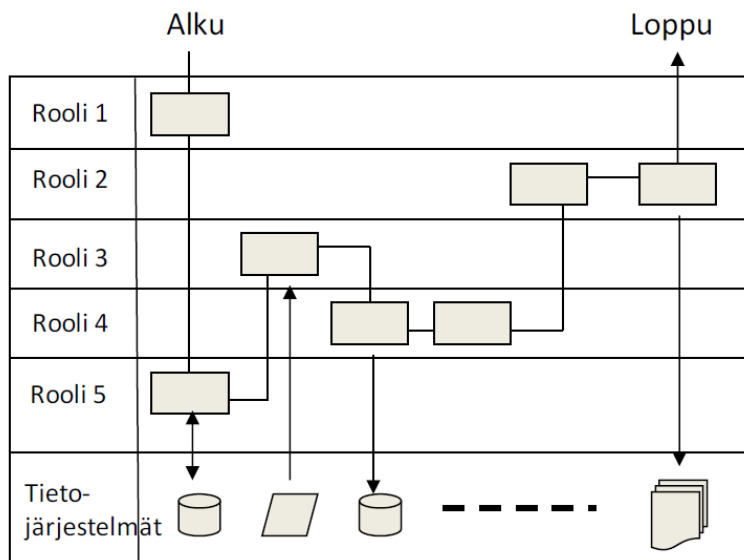 Alku
Loppu
Rooli 1
Rooli 2
Rooli 3
Rooli 4
Rooli 5
Tieto-
järjestelmät